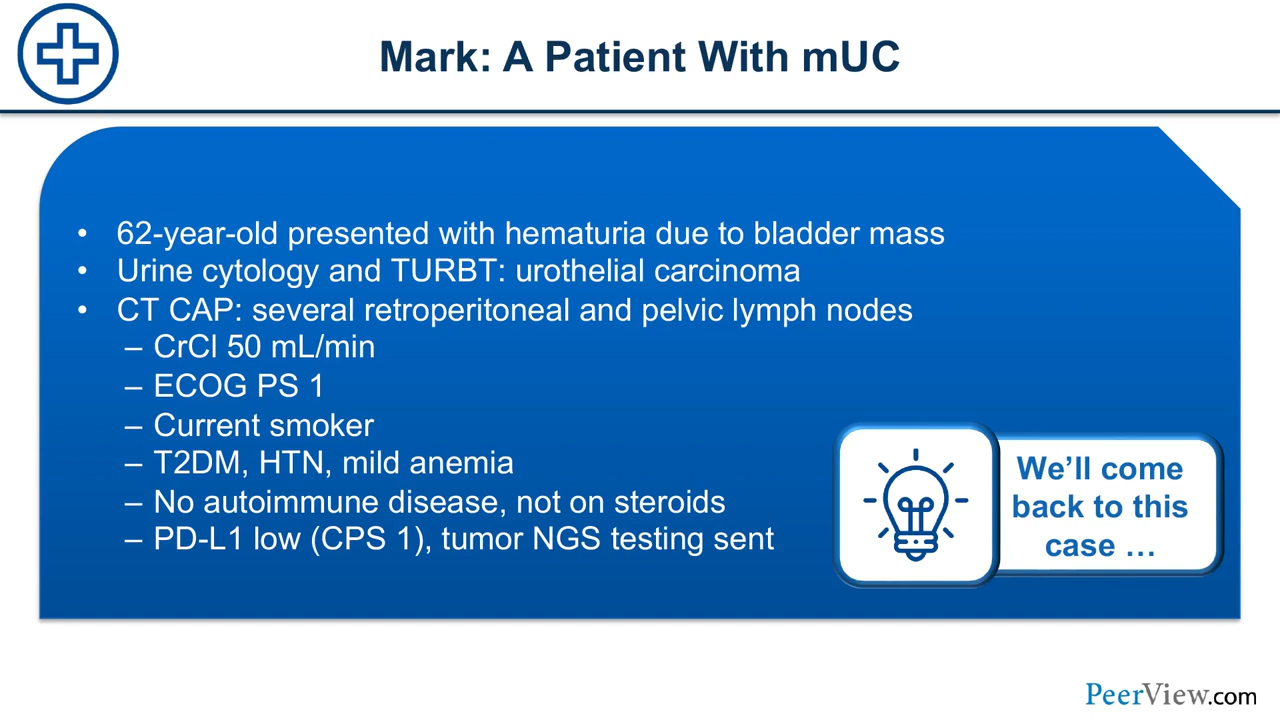 Mark: A Patient With mUC
• 62-year-old presented with hematuria due to bladder mass
• Urine cytology and TURBT: urothelial carcinoma
• CT CAP: several retroperitoneal and pelvic lymph nodes
– CrCl 50 mL/min
– ECOG PS 1
– Current smoker
– T2DM, HTN, mild anemia
– No autoimmune disease, not on steroids
– PD-L1 low (CPS 1), tumor NGS testing sent
We’ll come
back to this
case …
PeerView.com